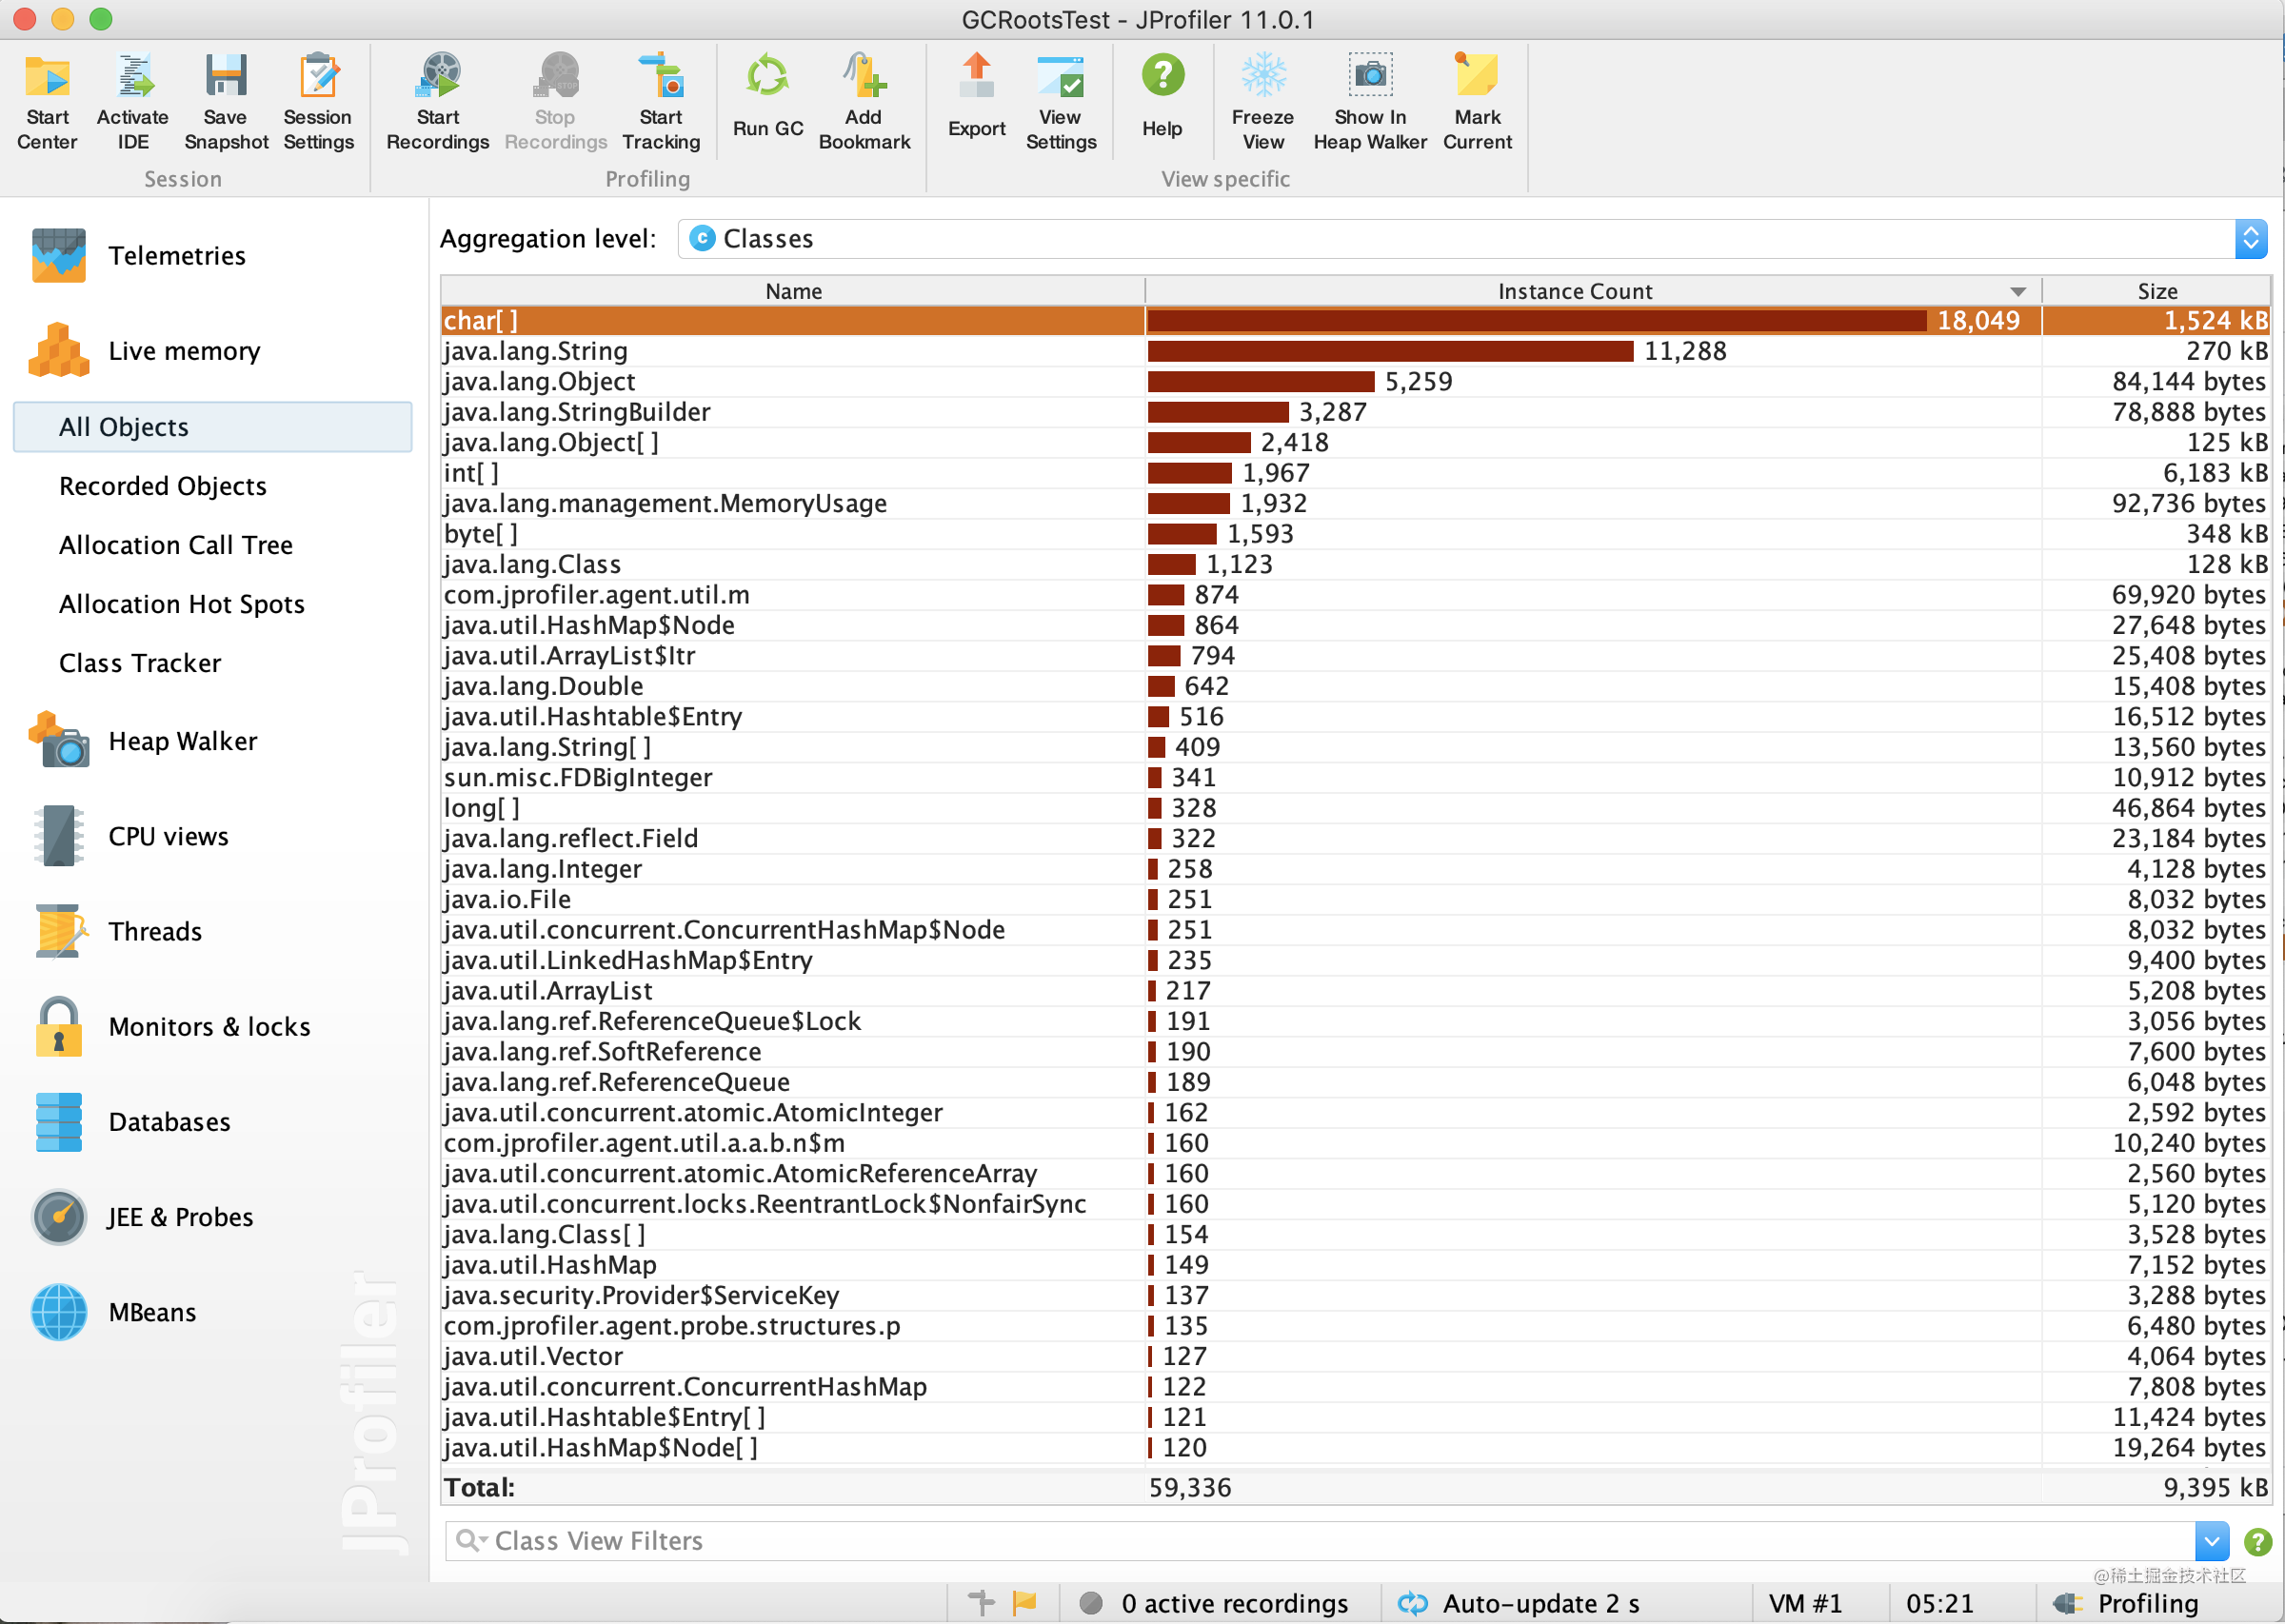 GCRootsTest - JProfiler 11.0.1
Start Center
Activate IDE
Save Snapshot
Session Settings
Start Recordings
Stop Recordings
Start Tracking
Run GC
Add Bookmark
Export
View Settings
Help
Freeze View
Show In Heap Walker
Mark Current
Session
Profiling
View specific
Telemetries
Live memory
All Objects
Recorded Objects
Allocation Call Tree
Allocation Hot Spots
Class Tracker
Heap Walker
CPU views
Threads
Monitors & locks
Databases
JEE & Probes
MBeans
JProfiler
Aggregation level: C Classes
Name Instance Count Size
char[] 18,049 1,524 kB
java.lang.String 11,288 270 kB
java.lang.Object 5,259 84,144 bytes
java.lang.StringBuilder 3,287 78,888 bytes
java.lang.Object[] 2,418 125 kB
int[] 1,967 6,183 kB
java.lang.management.MemoryUsage 1,932 92,736 bytes
byte[] 1,593 348 kB
java.lang.Class 1,123 128 kB
com.jprofiler.agent.util.m 874 69,920 bytes
java.util.HashMap$Node 864 27,648 bytes
java.util.ArrayList$Itr 794 25,408 bytes
java.lang.Double 642 15,408 bytes
java.util.Hashtable$Entry 516 16,512 bytes
java.lang.String[] 409 13,560 bytes
sun.misc.FDBigInteger 341 10,912 bytes
long[] 328 46,864 bytes
java.lang.reflect.Field 322 23,184 bytes
java.lang.Integer 258 4,128 bytes
java.io.File 251 8,032 bytes
java.util.concurrent.ConcurrentHashMap$Node 251 8,032 bytes
java.util.LinkedHashMap$Entry 235 9,400 bytes
java.util.ArrayList 217 5,208 bytes
java.lang.ref.ReferenceQueue$Lock 191 3,056 bytes
java.lang.ref.SoftReference 190 7,600 bytes
java.lang.ref.ReferenceQueue 189 6,048 bytes
java.util.concurrent.atomic.AtomicInteger 162 2,592 bytes
com.jprofiler.agent.util.a.a.b.n$m 160 10,240 bytes
java.util.concurrent.atomic.AtomicReferenceArray 160 2,560 bytes
java.util.concurrent.locks.ReentrantLock$NonfairSync 160 5,120 bytes
java.lang.Class[] 154 3,528 bytes
java.util.HashMap 149 7,152 bytes
java.security.Provider$ServiceKey 137 3,288 bytes
com.jprofiler.agent.probe.structures.p 135 6,480 bytes
java.util.Vector 127 4,064 bytes
java.util.concurrent.ConcurrentHashMap 122 7,808 bytes
java.util.Hashtable$Entry[] 121 11,424 bytes
java.util.HashMap$Node[] 120 19,264 bytes
Total: 59,336 9,395 kB
Class View Filters
@稀土掘金技术社区
0 active recordings
Auto-update 2 s
VM #1
05:21
Profiling